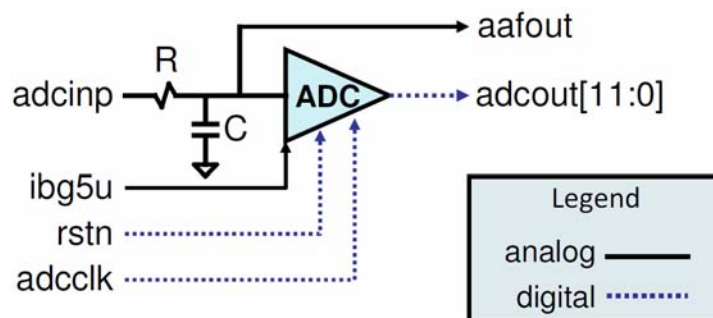 aafout
R
adcinp
ADC
adcout[11:0]
C
ibg5u
Legend
rstn
analog
adcclk
digital